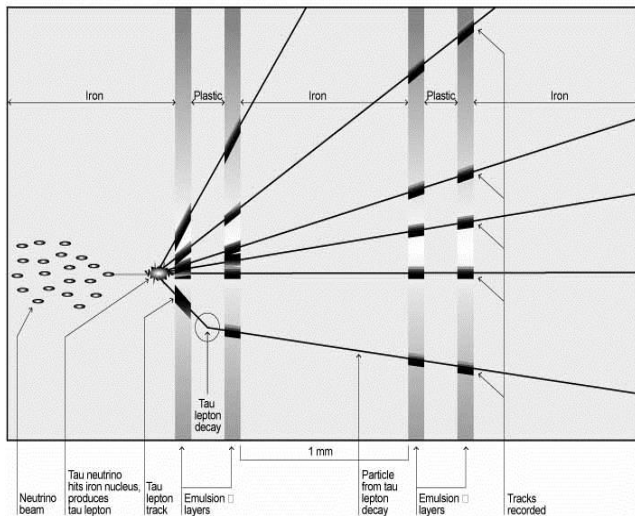 Iron
Plastic
Iron
Plastic
Iron
Tau
lepton
decay
1 mm
Neutrino
beam
Tau neutrino
hits iron nucleus,
produces
tau lepton
Tau
lepton
track
Emulsion □
layers
Particle
from tau
lepton
decay
Emulsion □
layers
Tracks
recorded